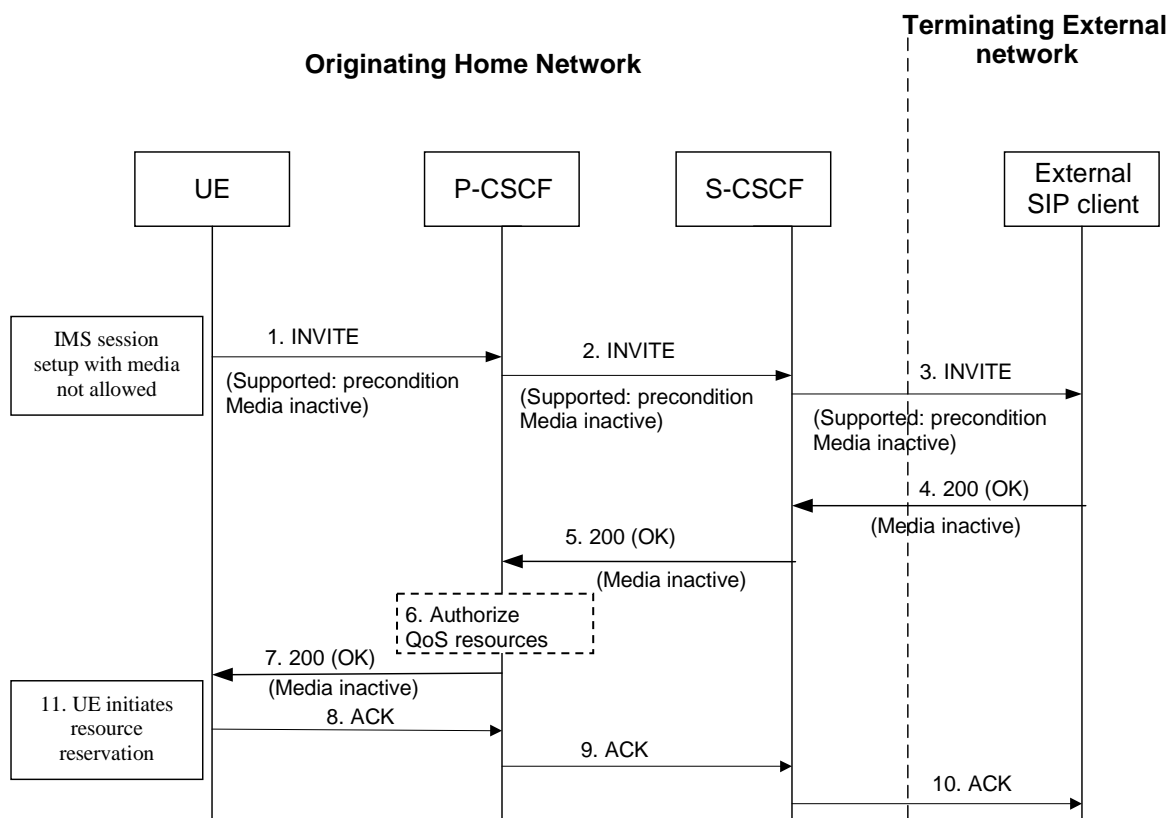 Terminating External
network
Originating Home Network
UE
P-CSCF
S-CSCF
External
SIP client
IMS session
setup with media
not allowed
1. INVITE
(Supported: precondition
Media inactive)
2. INVITE
(Supported: precondition
Media inactive)
3. INVITE
(Supported: precondition
Media inactive)
4. 200 (OK)
(Media inactive)
5. 200 (OK)
(Media inactive)
6. Authorize
QoS resources
7. 200 (OK)
(Media inactive)
11. UE initiates
resource
reservation
8. ACK
9. ACK
10. ACK